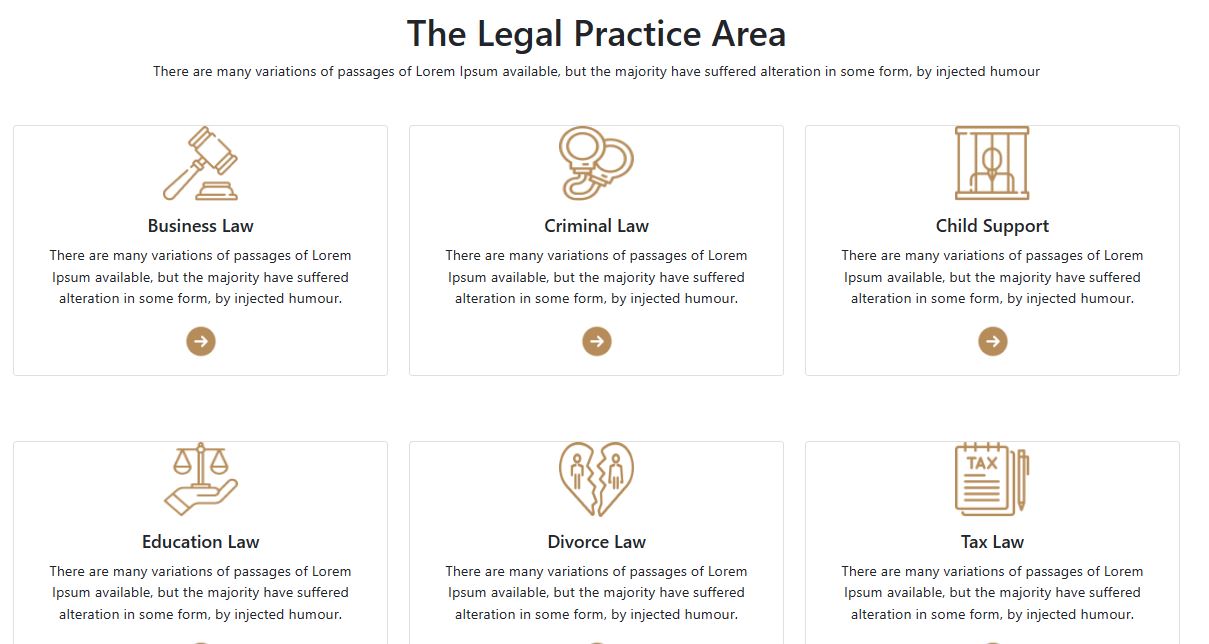 The Legal Practice Area
There are many variations of passages of Lorem Ipsum available, but the majority have suffered alteration in some form, by injected humour
Business Law
There are many variations of passages of Lorem
Ipsum available, but the majority have suffered
alteration in some form, by injected humour.
Criminal Law
There are many variations of passages of Lorem
Ipsum available, but the majority have suffered
alteration in some form, by injected humour.
Child Support
There are many variations of passages of Lorem
Ipsum available, but the majority have suffered
alteration in some form, by injected humour.
Education Law
There are many variations of passages of Lorem
Ipsum available, but the majority have suffered
alteration in some form, by injected humour.
Divorce Law
There are many variations of passages of Lorem
Ipsum available, but the majority have suffered
alteration in some form, by injected humour.
TAX
Tax Law
There are many variations of passages of Lorem
Ipsum available, but the majority have suffered
alteration in some form, by injected humour.